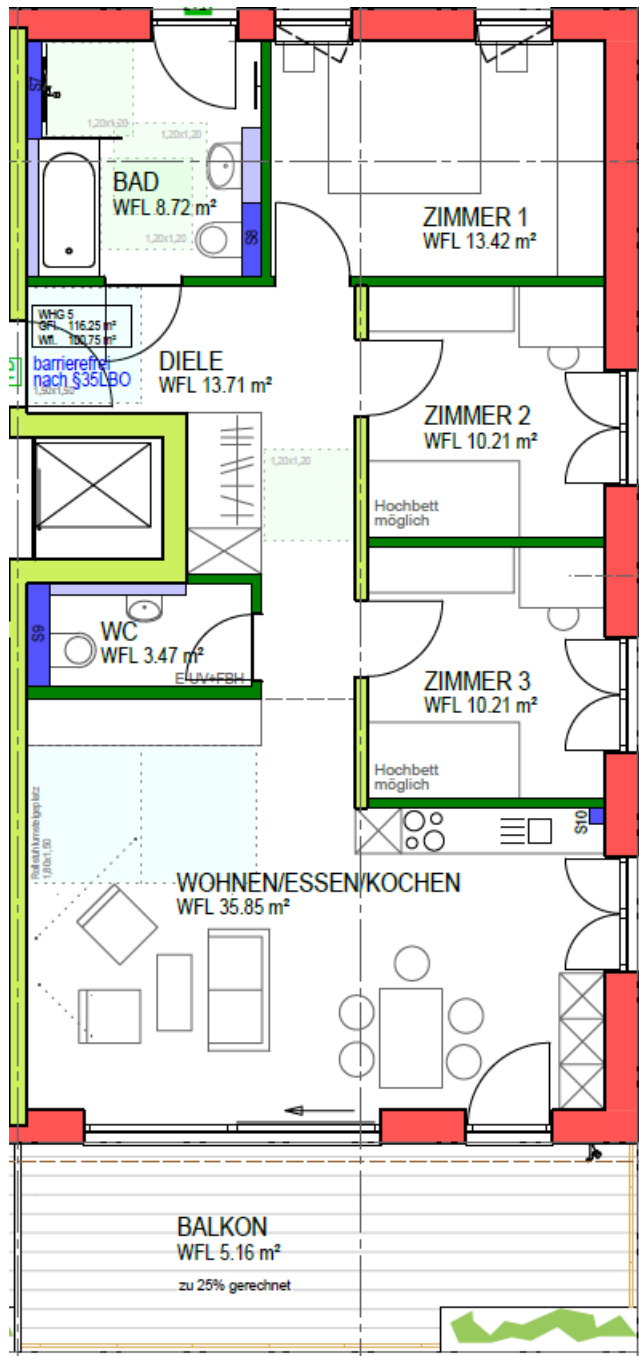 S7
1,20x1,20
1,20x1,20
BAD
WFL 8.72 m²
1,20x1,20
S8
ZIMMER 1
WFL 13.42 m²
WHG 5
GFL 116.25 m²
Wfl. 100,75 m²
barrierefrei
nach §35LBO
1,50x1,50
DIELE
WFL 13.71 m²
ZIMMER 2
WFL 10.21 m²
1,20x1,20
Hochbett
möglich
S9
WC
WFL 3.47 m²
E-UV+FBH
ZIMMER 3
WFL 10.21 m²
Hochbett
möglich
S10
Rollstuhlumsteigeplatz
1,80x1,50
WOHNEN/ESSEN/KOCHEN
WFL 35.85 m²
BALKON
WFL 5.16 m²
zu 25% gerechnet